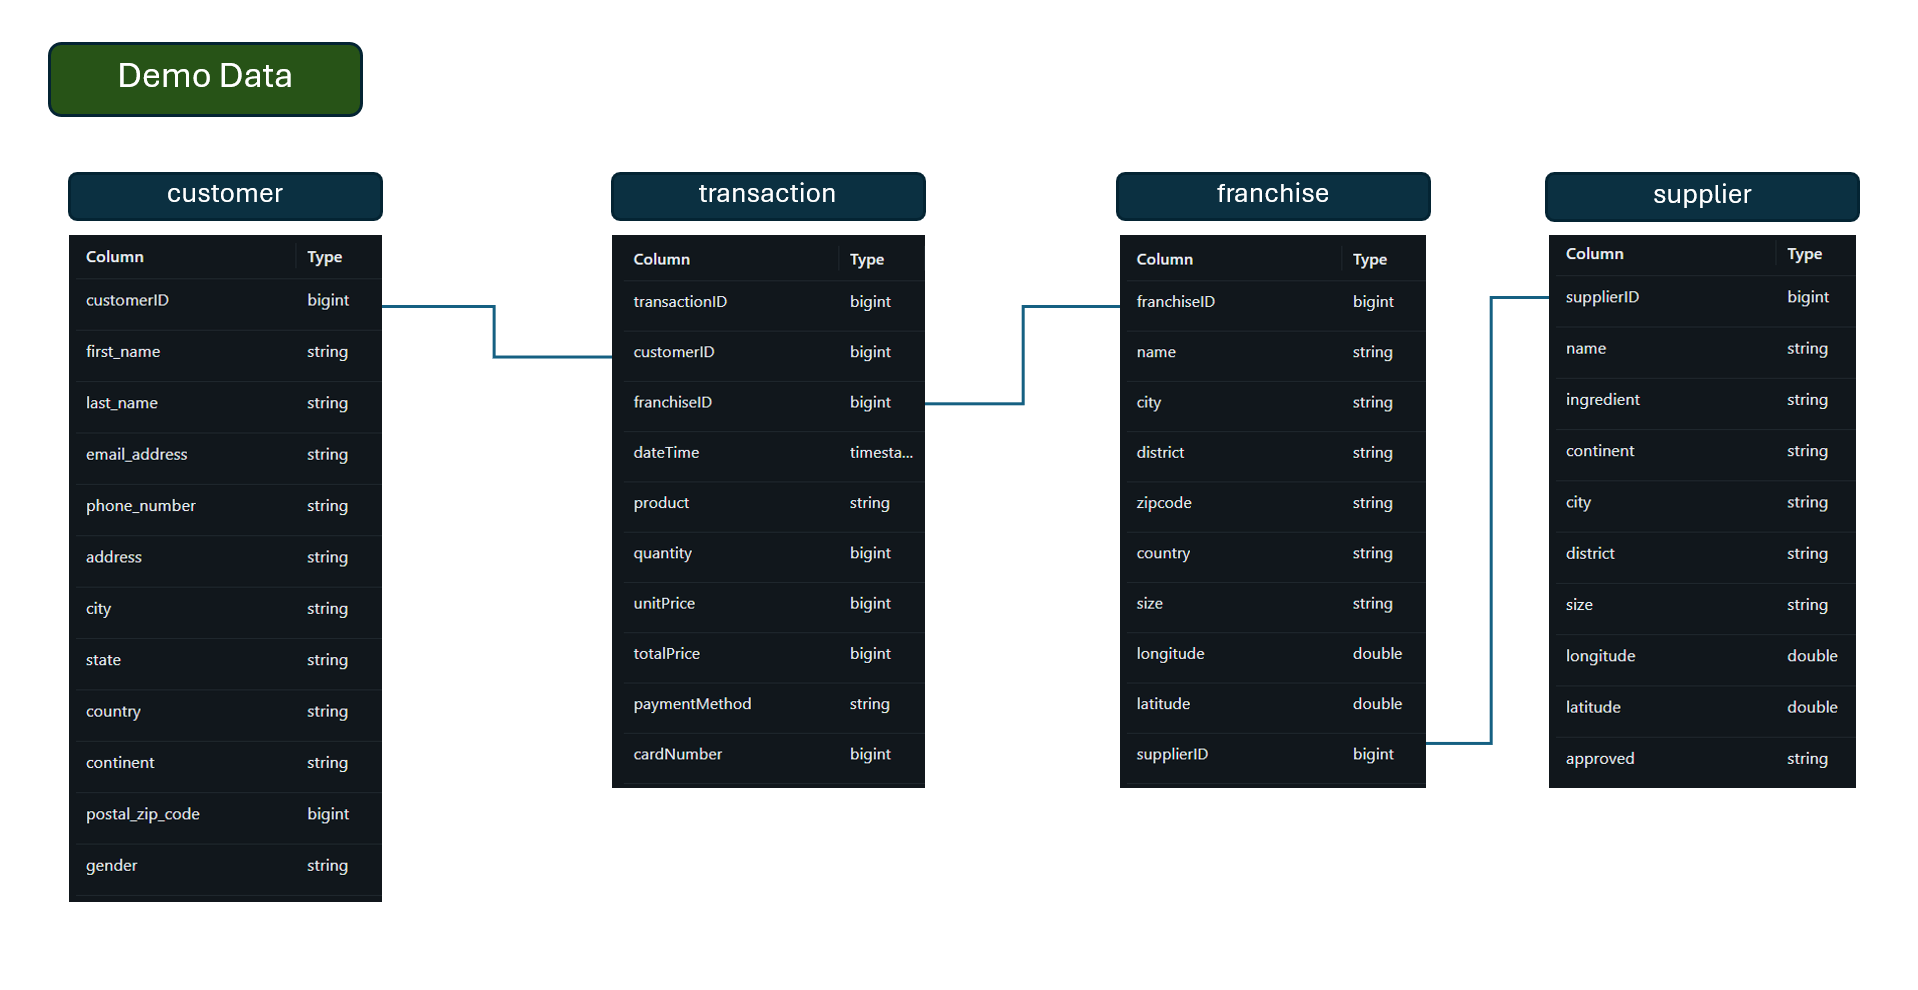 Demo Data
customer
Column Type
customerID bigint
first_name string
last_name string
email_address string
phone_number string
address string
city string
state string
country string
continent string
postal_zip_code bigint
gender string
transaction
Column Type
transactionID bigint
customerID bigint
franchiseID bigint
dateTime timesta...
product string
quantity bigint
unitPrice bigint
totalPrice bigint
paymentMethod string
cardNumber bigint
franchise
Column Type
franchiseID bigint
name string
city string
district string
zipcode string
country string
size string
longitude double
latitude double
supplierID bigint
supplier
Column Type
supplierID bigint
name string
ingredient string
continent string
city string
district string
size string
longitude double
latitude double
approved string